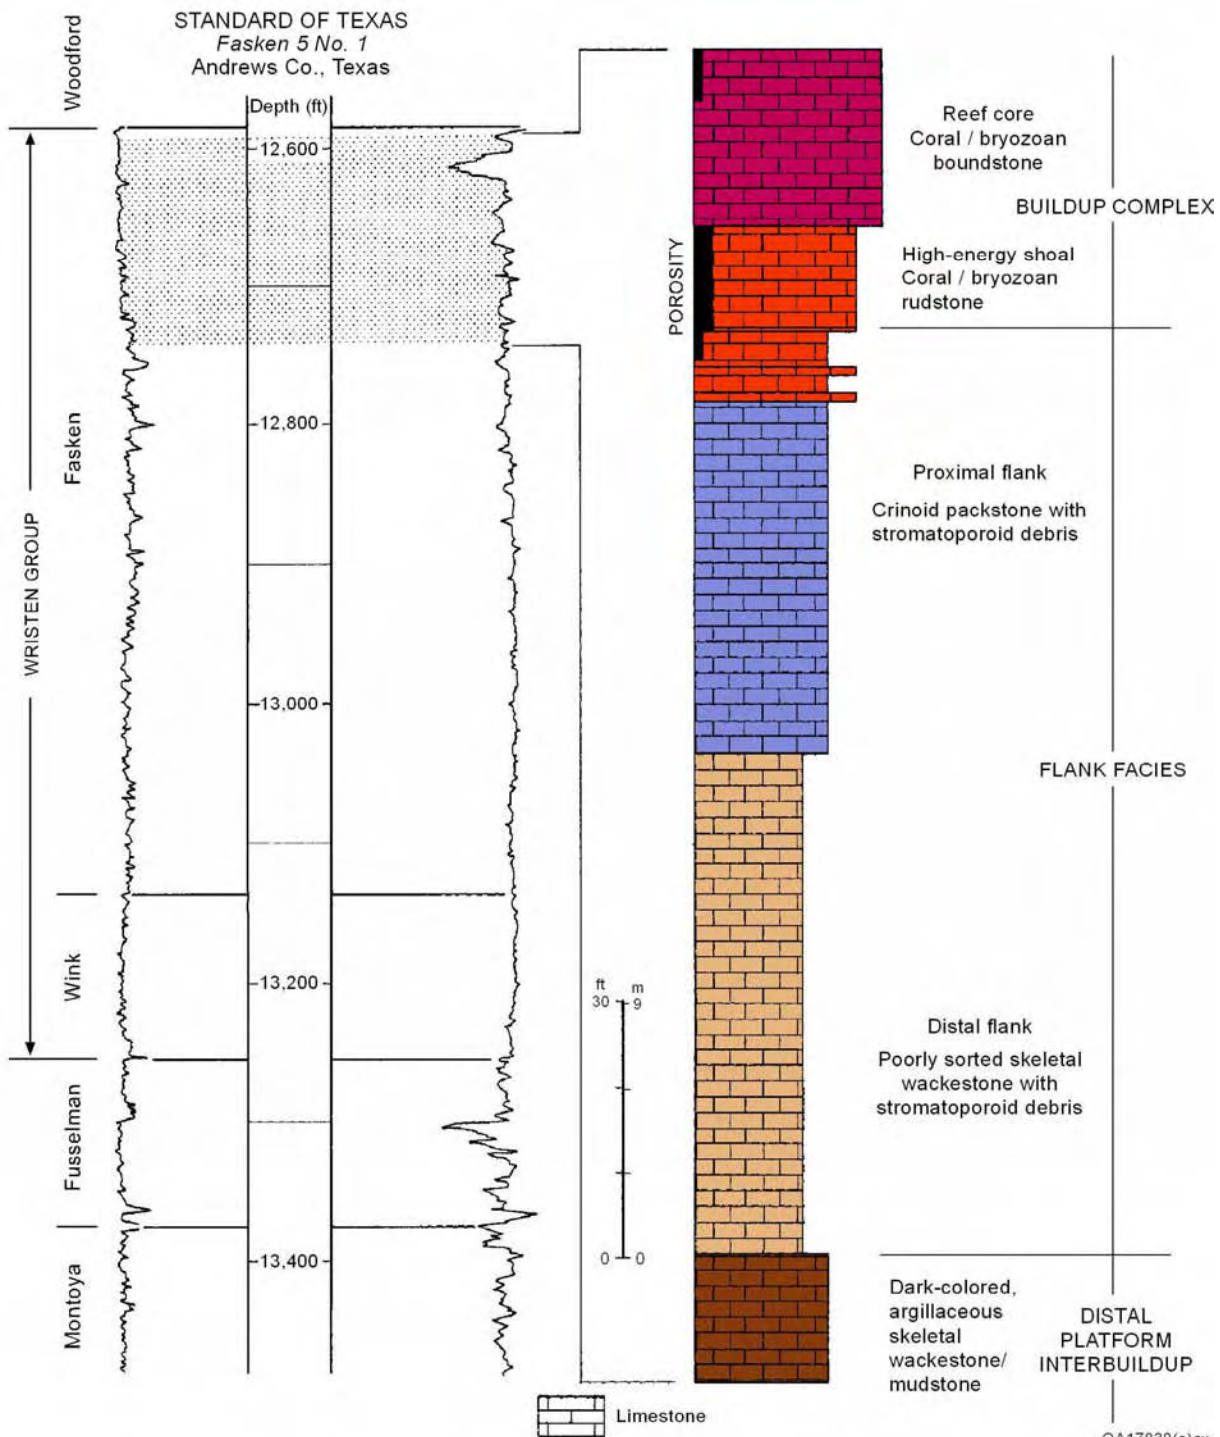 STANDARD OF TEXAS
Fasken 5 No. 1
Andrews Co., Texas
Depth (ft)
12,600
12,800
13,000
13,200
13,400
Woodford
Fasken
Wink
Fusselman
Montoya
WRISTEN GROUP
POROSITY
ft m
30 9
0 0
Reef core
Coral / bryozoan
boundstone
BUILDUP COMPLEX
High-energy shoal
Coral / bryozoan
rudstone
Proximal flank
Crinoid packstone with
stromatoporoid debris
FLANK FACIES
Distal flank
Poorly sorted skeletal
wackestone with
stromatoporoid debris
Dark-colored,
argillaceous
skeletal
wackestone/
mudstone
DISTAL
PLATFORM
INTERBUILDUP
Limestone